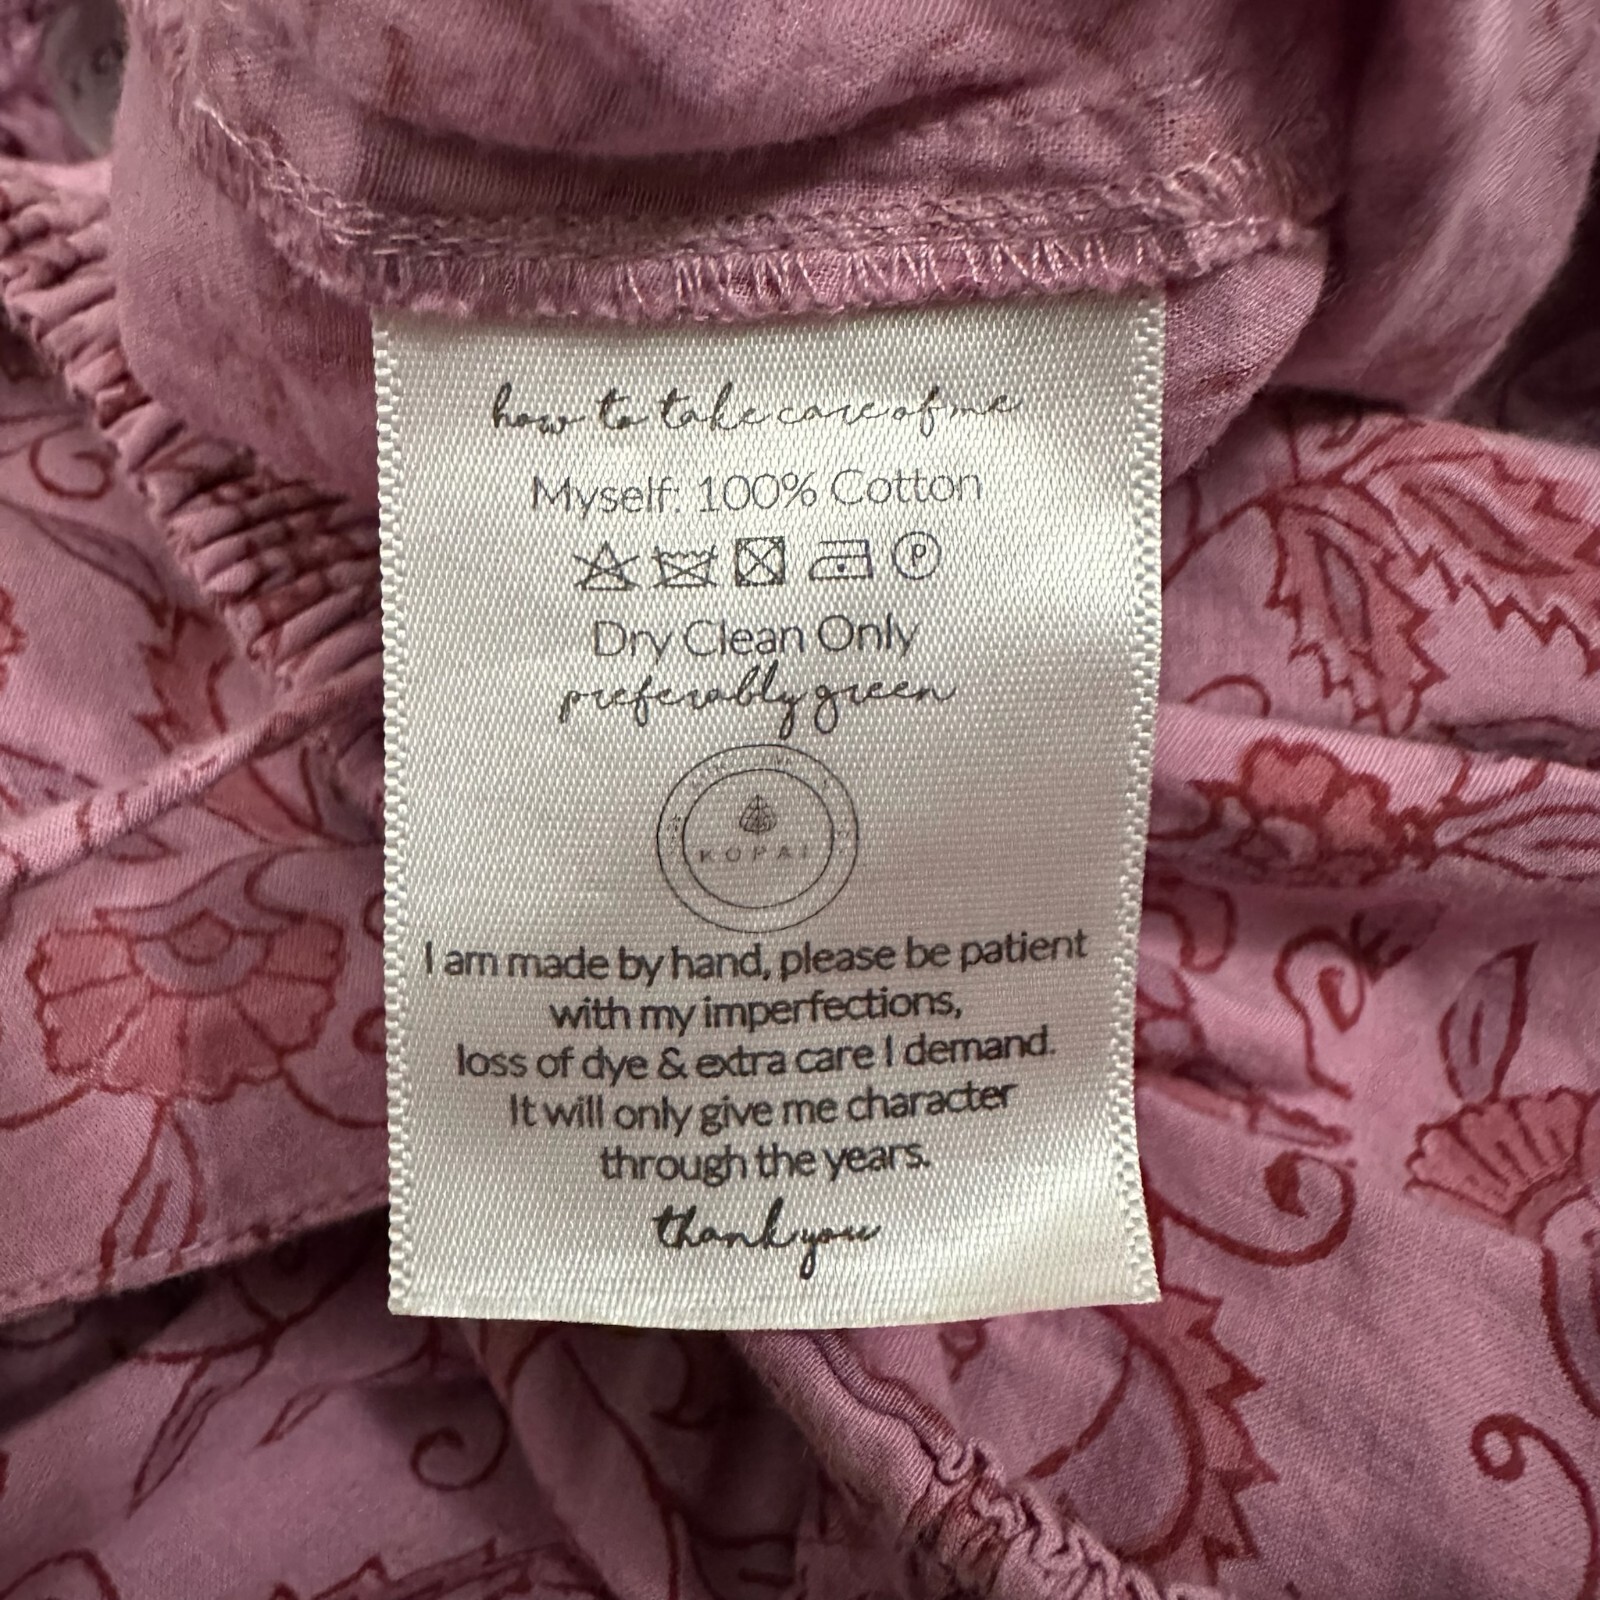 how to take care of me
Myself: 100% Cotton
P
Dry Clean Only
preferably green
KOPAL
I am made by hand, please be patient
with my imperfections,
loss of dye & extra care I demand.
It will only give me character
through the years.
thank you